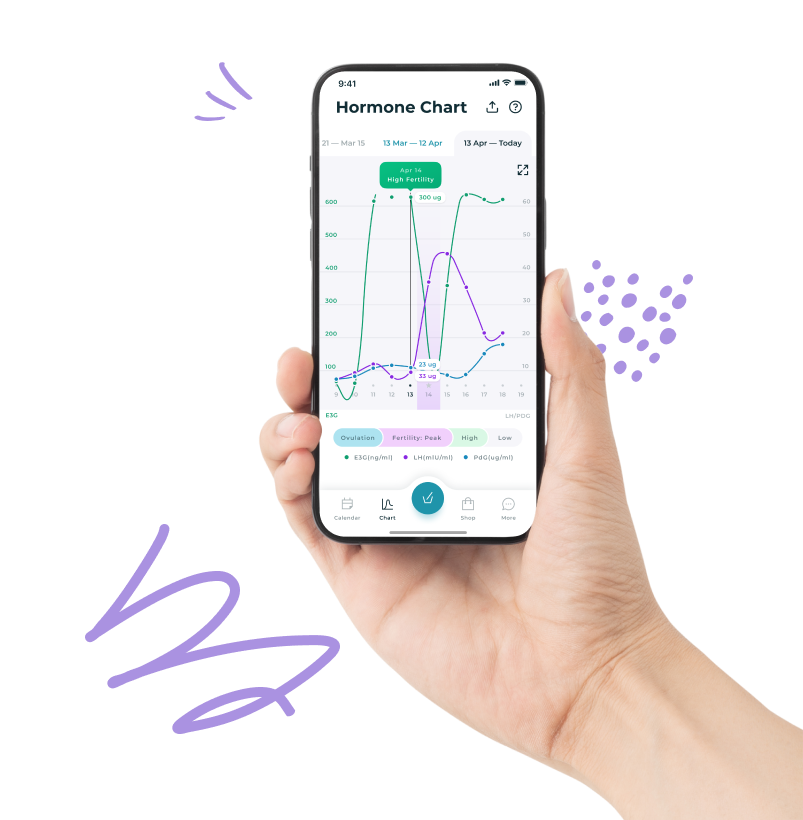 9:41
Hormone Chart
21 — Mar 15 13 Mar — 12 Apr 13 Apr — Today
Apr 14
High Fertility
300 ug
600 60
500 50
400 40
300 30
200 20
100 10
23 ug
33 ug
9 10 11 12 13 14 15 16 17 18 19
E3G LH/PDG
Ovulation Fertility: Peak High Low
E3G(ng/ml) LH(mlU/ml) PdG(ug/ml)
Calendar Chart Shop More